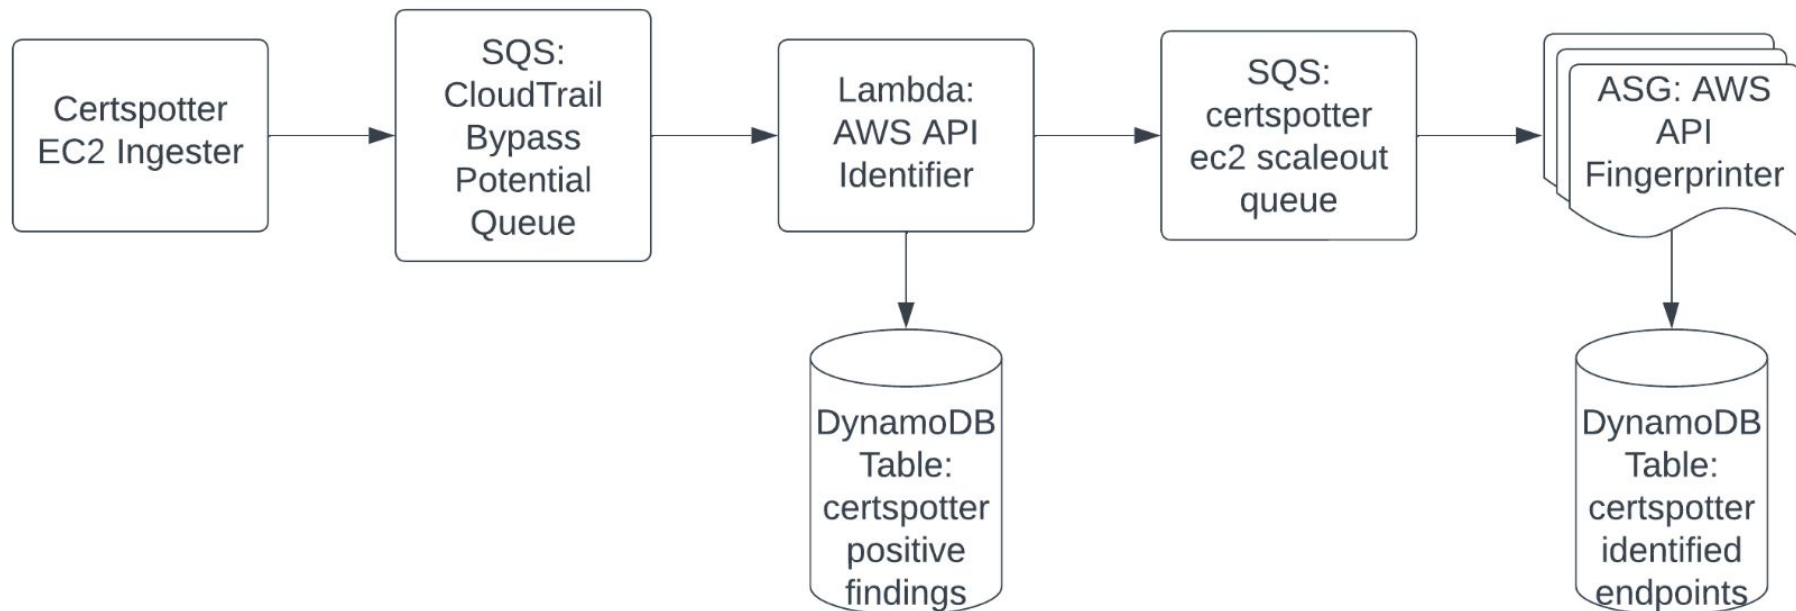 Certspotter
EC2 Ingester
SQS:
CloudTrail
Bypass
Potential
Queue
Lambda:
AWS API
Identifier
SQS:
certspotter
ec2 scaleout
queue
ASG: AWS
API
Fingerprinter
DynamoDB
Table:
certspotter
positive
findings
DynamoDB
Table:
certspotter
identified
endpoints